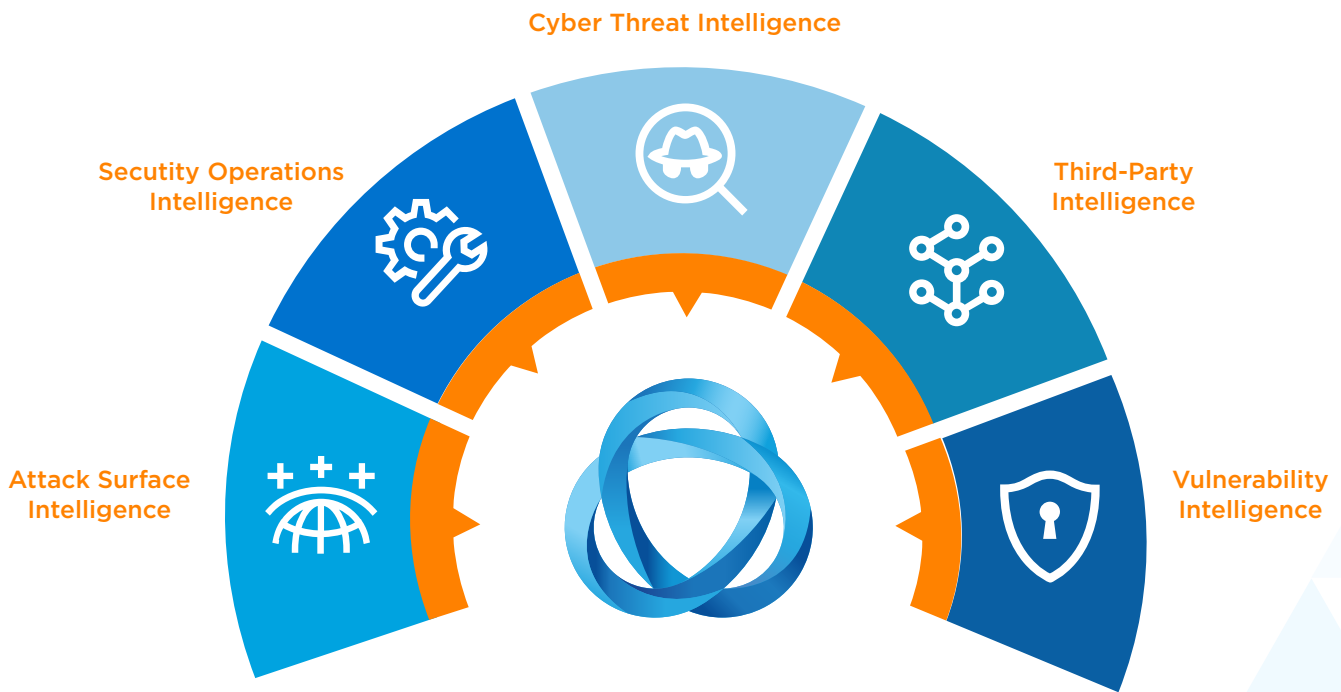 Cyber Threat Intelligence
Secutity Operations
Intelligence
Third-Party
Intelligence
Attack Surface
Intelligence
Vulnerability
Intelligence